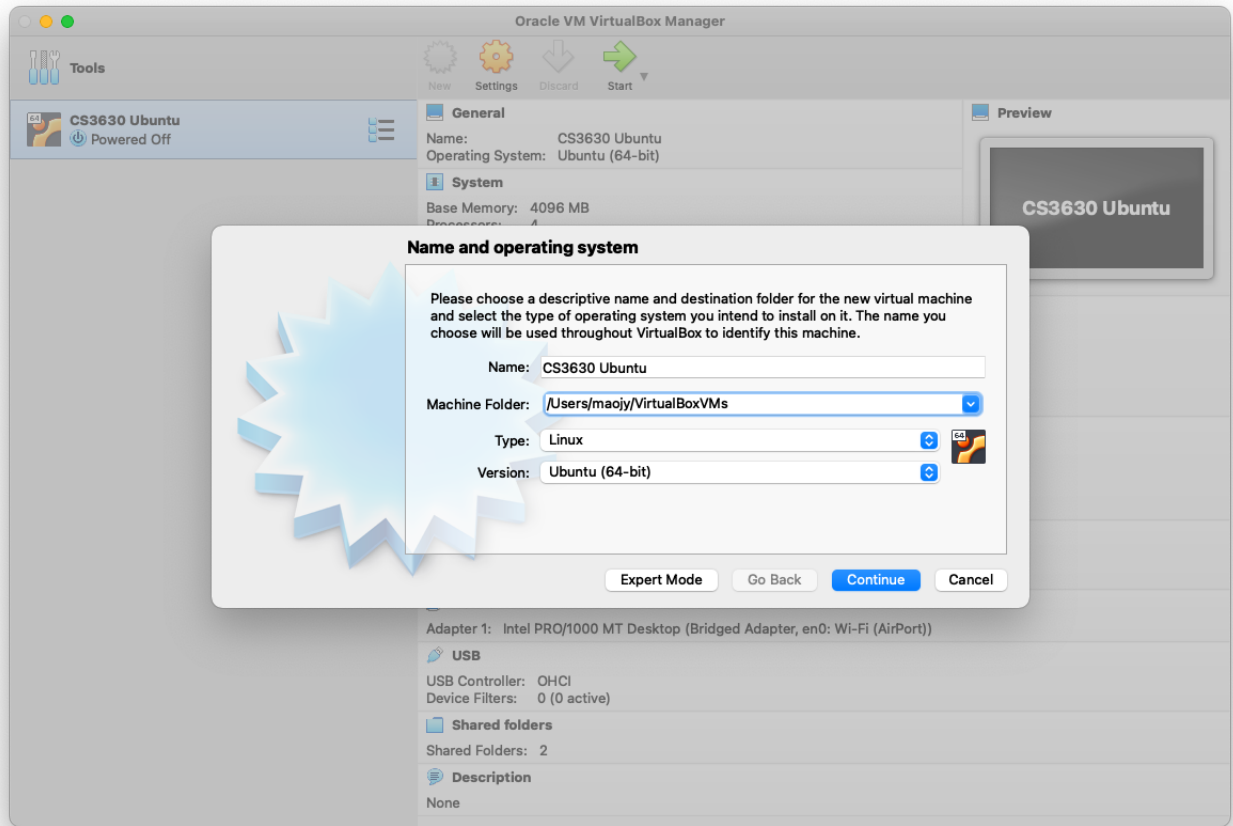 Oracle VM VirtualBox Manager
Tools
New
Settings
Discard
Start
64
CS3630 Ubuntu
Powered Off
General
Name: CS3630 Ubuntu
Operating System: Ubuntu (64-bit)
System
Base Memory: 4096 MB
Processors: 4
Preview
CS3630 Ubuntu
Name and operating system
Please choose a descriptive name and destination folder for the new virtual machine
and select the type of operating system you intend to install on it. The name you
choose will be used throughout VirtualBox to identify this machine.
Name: CS3630 Ubuntu
Machine Folder: /Users/maojy/VirtualBoxVMs
Type: Linux
64
Version: Ubuntu (64-bit)
Expert Mode
Go Back
Continue
Cancel
Adapter 1: Intel PRO/1000 MT Desktop (Bridged Adapter, en0: Wi-Fi (AirPort))
USB
USB Controller: OHCI
Device Filters: 0 (0 active)
Shared folders
Shared Folders: 2
Description
None